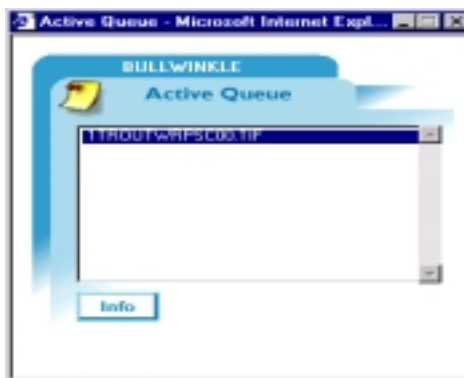 Active Queue - Microsoft Internet Expl...
BULLWINKLE
Active Queue
Info